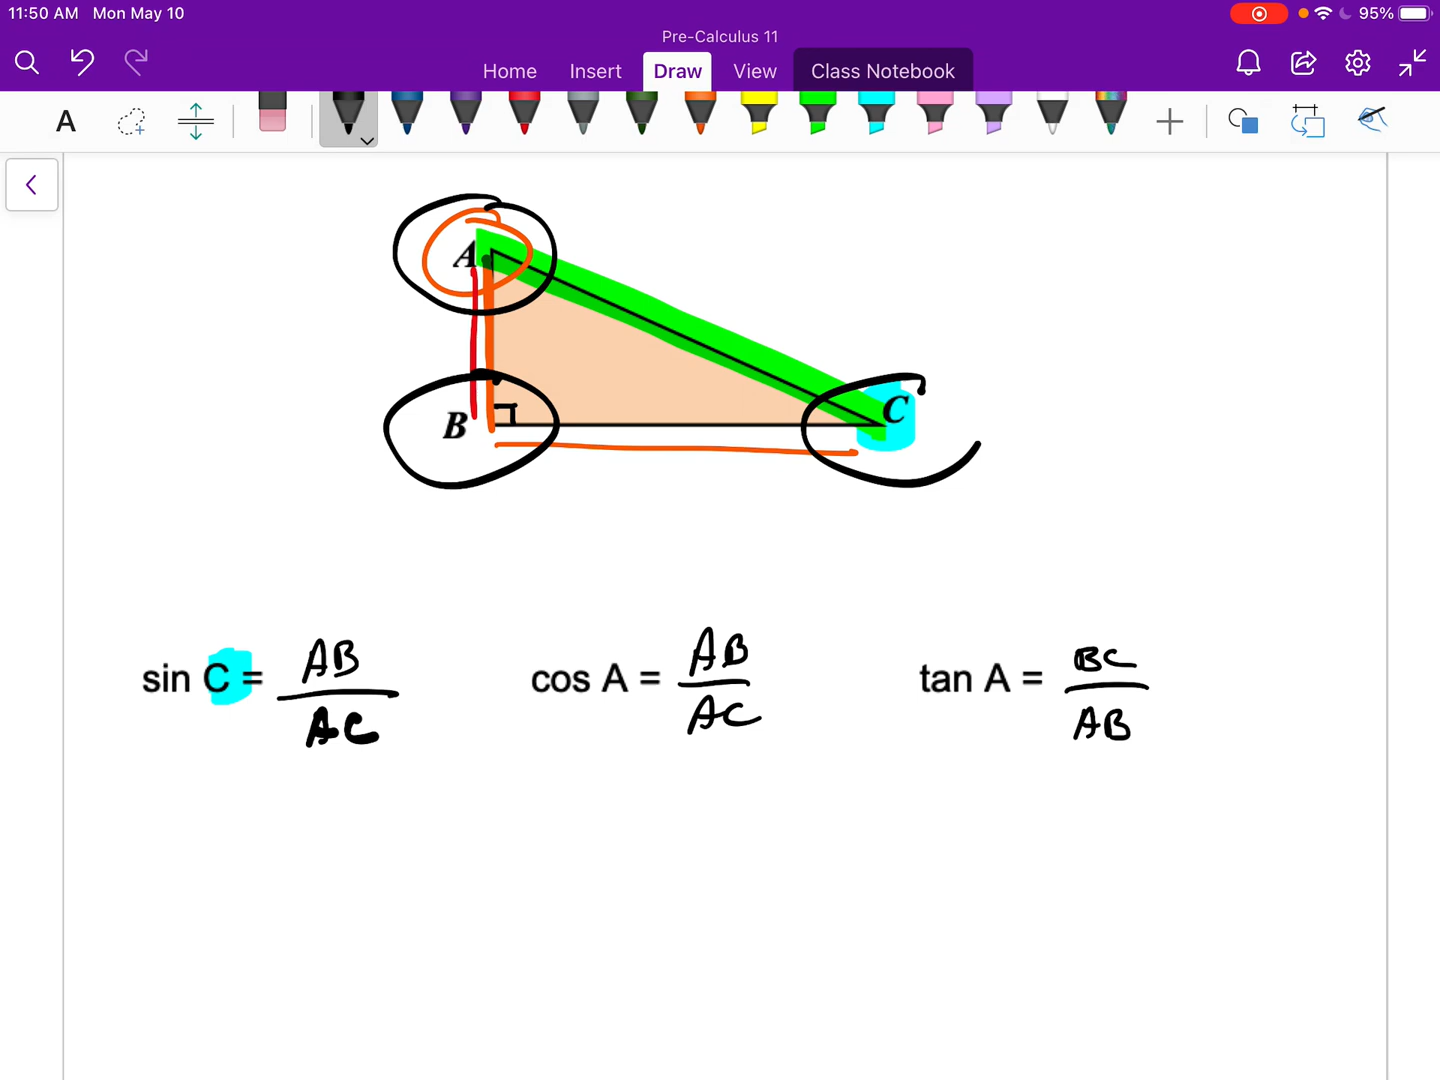 11:50 AM Mon May 10 95%
Pre-Calculus 11
Home Insert Draw View Class Notebook
A
A
B
C
sin C = AB / AC cos A = AB / AC tan A = BC / AB